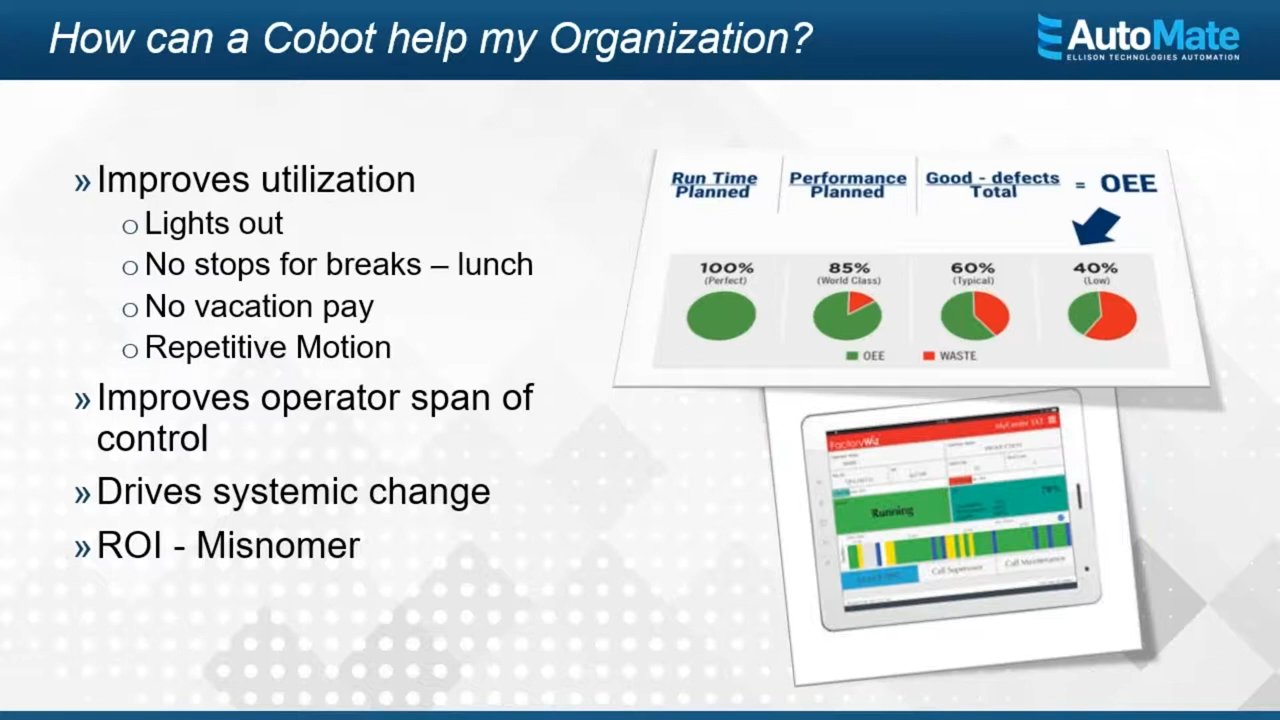 How can a Cobot help my Organization?
AutoMate
ELLISON TECHNOLOGIES AUTOMATION
» Improves utilization
o Lights out
o No stops for breaks – lunch
o No vacation pay
o Repetitive Motion
» Improves operator span of
control
» Drives systemic change
» ROI - Misnomer
Run Time Performance Good - defects = OEE
Planned Planned Total
100% 85% 60% 40%
(Perfect) (World Class) (Typical) (Low)
OEE WASTE
FactoryWiz
Running
Call Supervisor Call Maintenance